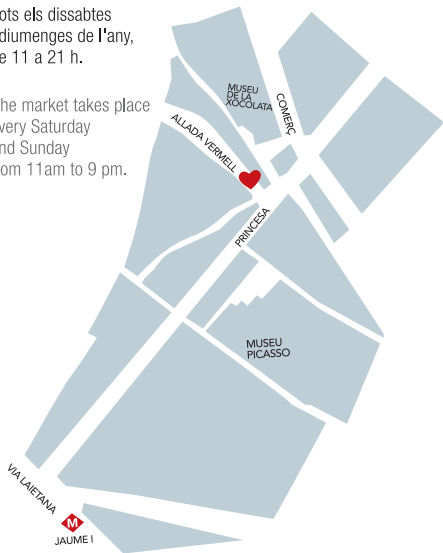 ots els dissabtes
diumenges de l'any,
e 11 a 21 h.
he market takes place
very Saturday
nd Sunday
om 11am to 9 pm.
MUSEU
DE LA
XOCOLATA
COMERÇ
ALLADA VERMELL
PRINCESA
MUSEU
PICASSO
VIA LAIETANA
M
JAUME I